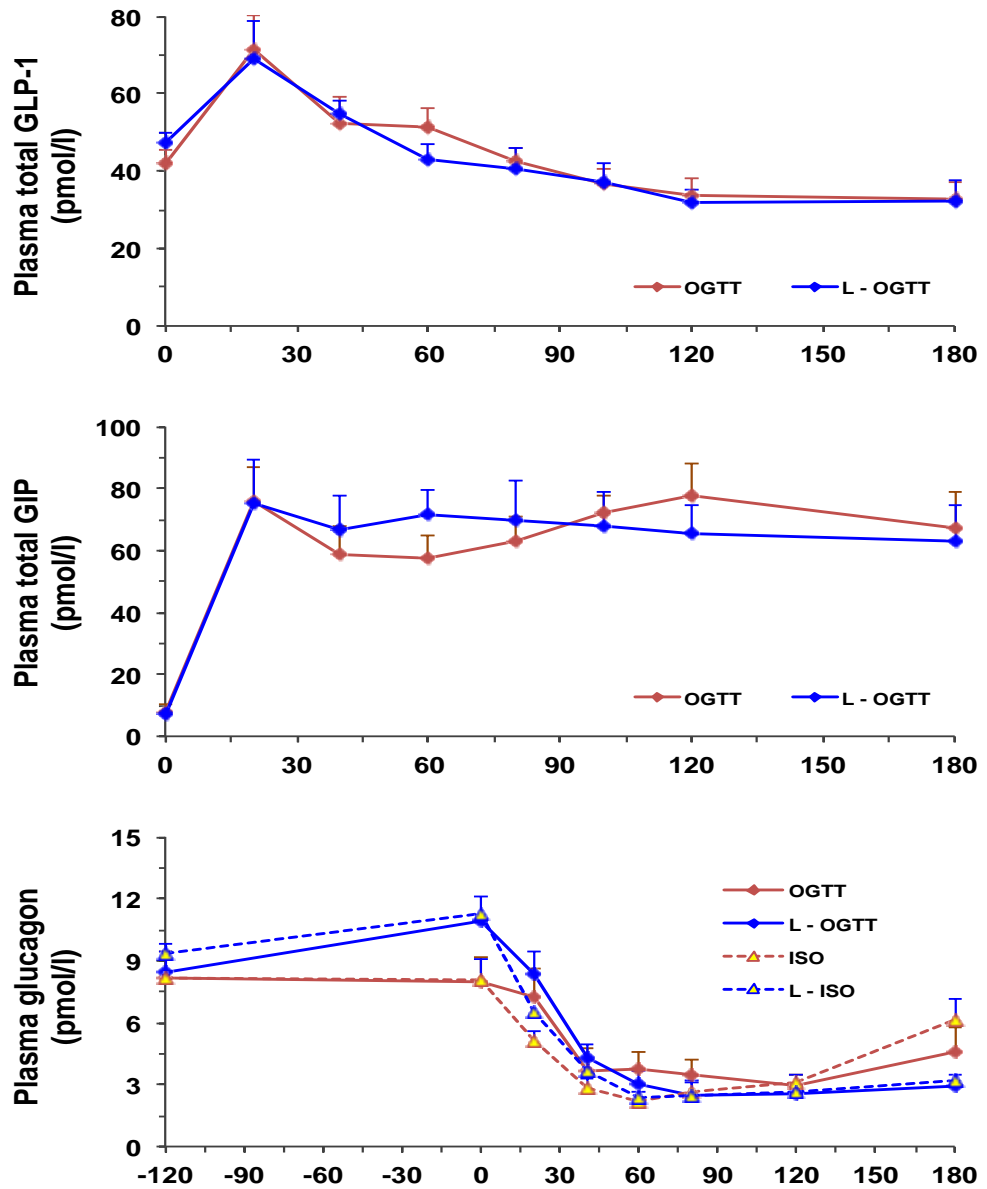 Plasma total GLP-1
(pmol/l)
80
60
40
20
0
OGTT L - OGTT
0 30 60 90 120 150 180
Plasma total GIP
(pmol/l)
100
80
60
40
20
0
OGTT L - OGTT
0 30 60 90 120 150 180
Plasma glucagon
(pmol/l)
15
12
9
6
3
0
OGTT
L - OGTT
ISO
L - ISO
-120 -90 -60 -30 0 30 60 90 120 150 180